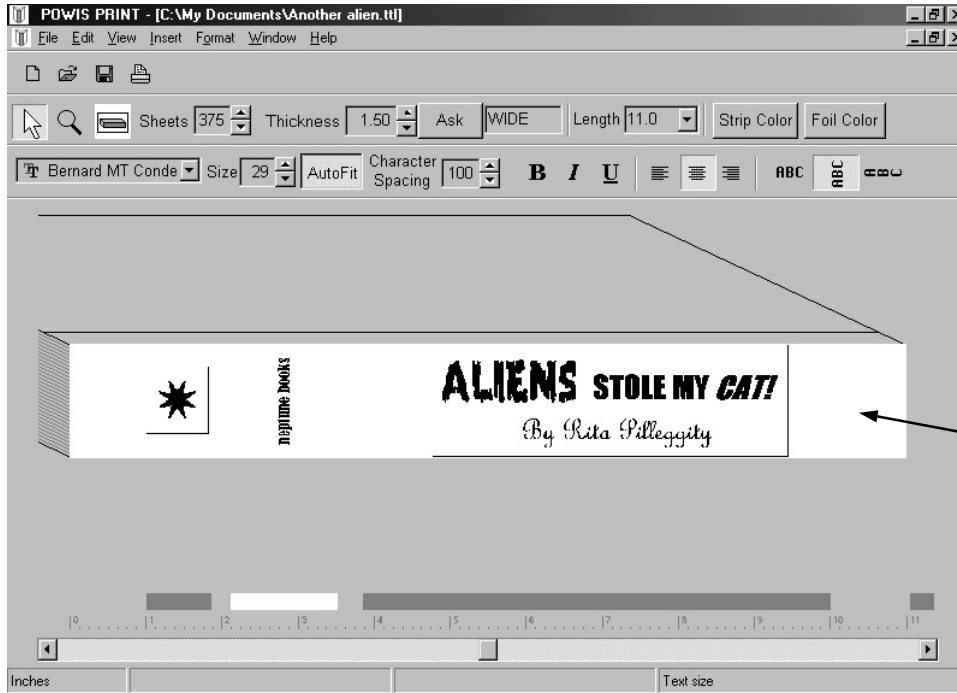 POWIS PRINT - [C:\My Documents\Another alien.ttl]
File Edit View Insert Format Window Help
Sheets 375 Thickness 1.50 Ask WIDE Length 11.0 Strip Color Foil Color
Bernard MT Conde Size 29 AutoFit Character Spacing 100 B I U ABC ABC ABC
neptune books
ALIENS STOLE MY CAT!
By Rita Pilleggity
0 1 2 3 4 5 6 7 8 9 10 11
Inches Text size